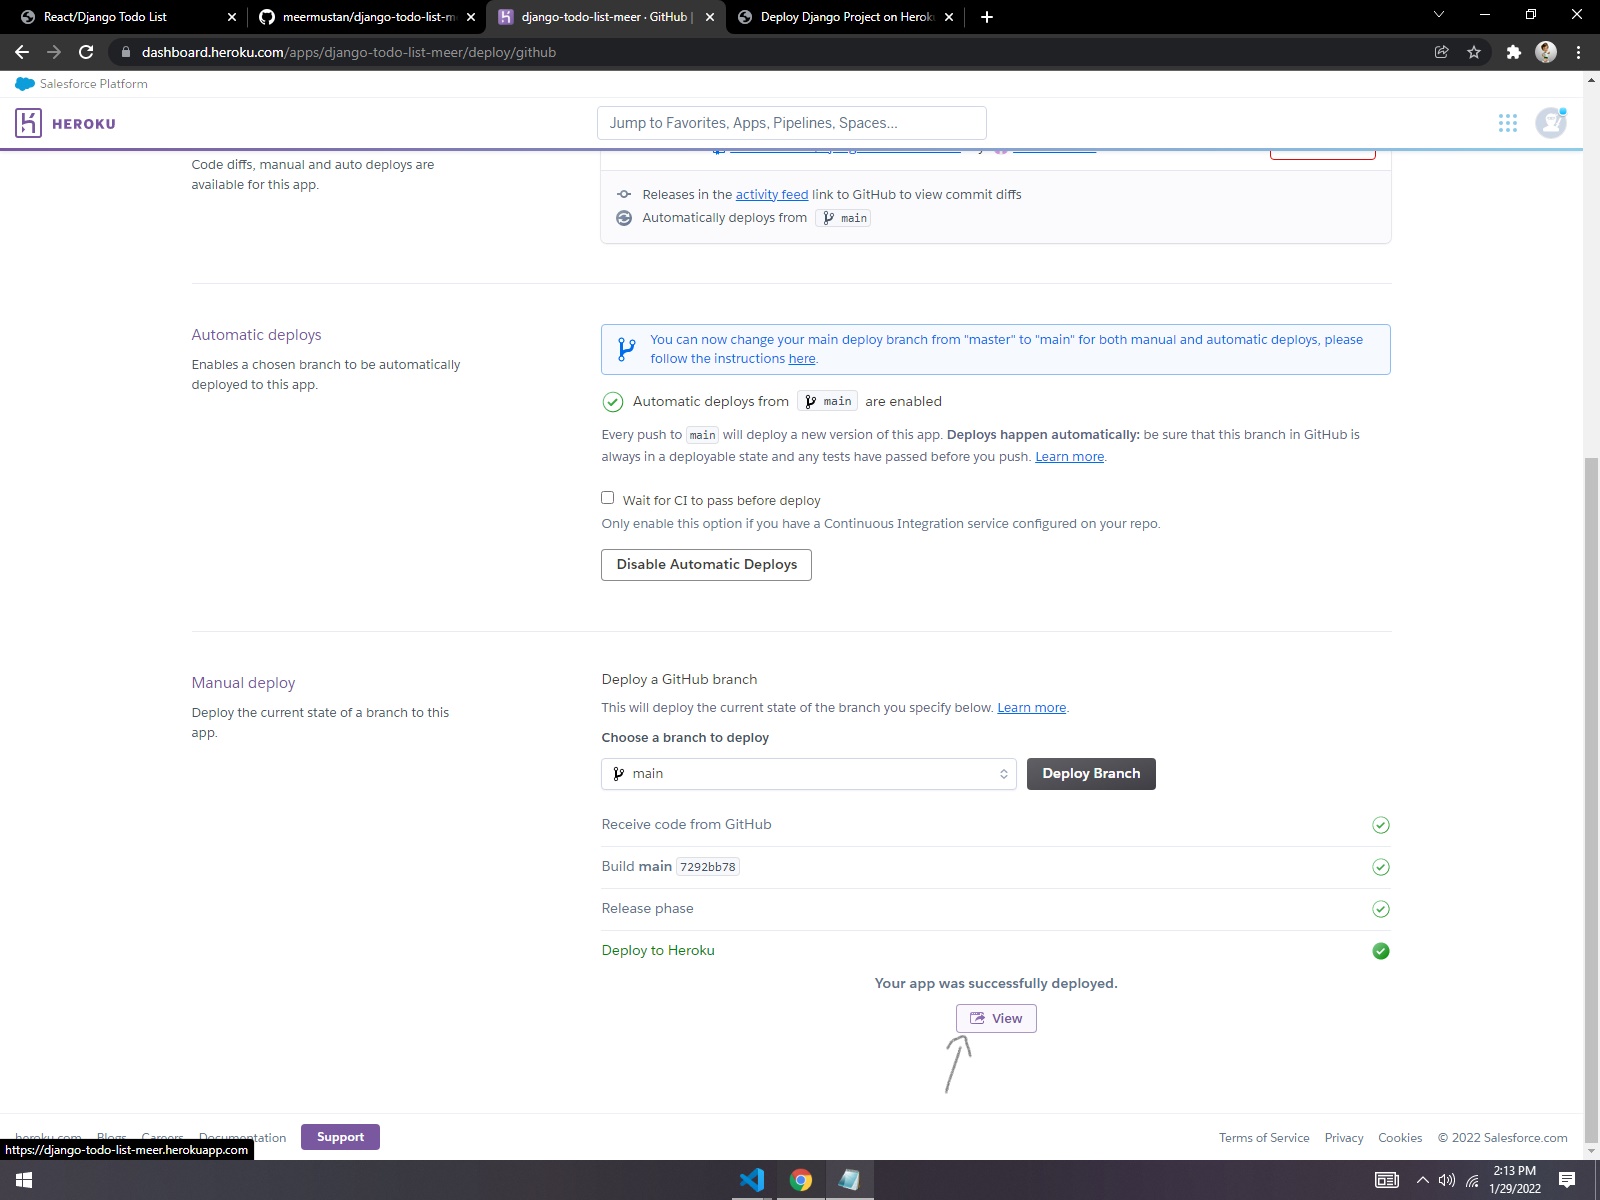 React/Django Todo List
meermustan/django-todo-list-m
django-todo-list-meer · GitHub |
Deploy Django Project on Heroku
dashboard.heroku.com/apps/django-todo-list-meer/deploy/github
Salesforce Platform
HEROKU
Jump to Favorites, Apps, Pipelines, Spaces...
Code diffs, manual and auto deploys are
available for this app.
Releases in the activity feed link to GitHub to view commit diffs
Automatically deploys from main
Automatic deploys
Enables a chosen branch to be automatically
deployed to this app.
You can now change your main deploy branch from "master" to "main" for both manual and automatic deploys, please
follow the instructions here.
Automatic deploys from main are enabled
Every push to main will deploy a new version of this app. Deploys happen automatically: be sure that this branch in GitHub is
always in a deployable state and any tests have passed before you push. Learn more.
Wait for CI to pass before deploy
Only enable this option if you have a Continuous Integration service configured on your repo.
Disable Automatic Deploys
Manual deploy
Deploy the current state of a branch to this
app.
Deploy a GitHub branch
This will deploy the current state of the branch you specify below. Learn more.
Choose a branch to deploy
main
Deploy Branch
Receive code from GitHub
Build main 7292bb78
Release phase
Deploy to Heroku
Your app was successfully deployed.
View
heroku.com Blogs Careers Documentation Support
Terms of Service Privacy Cookies © 2022 Salesforce.com
https://django-todo-list-meer.herokuapp.com
2:13 PM
1/29/2022